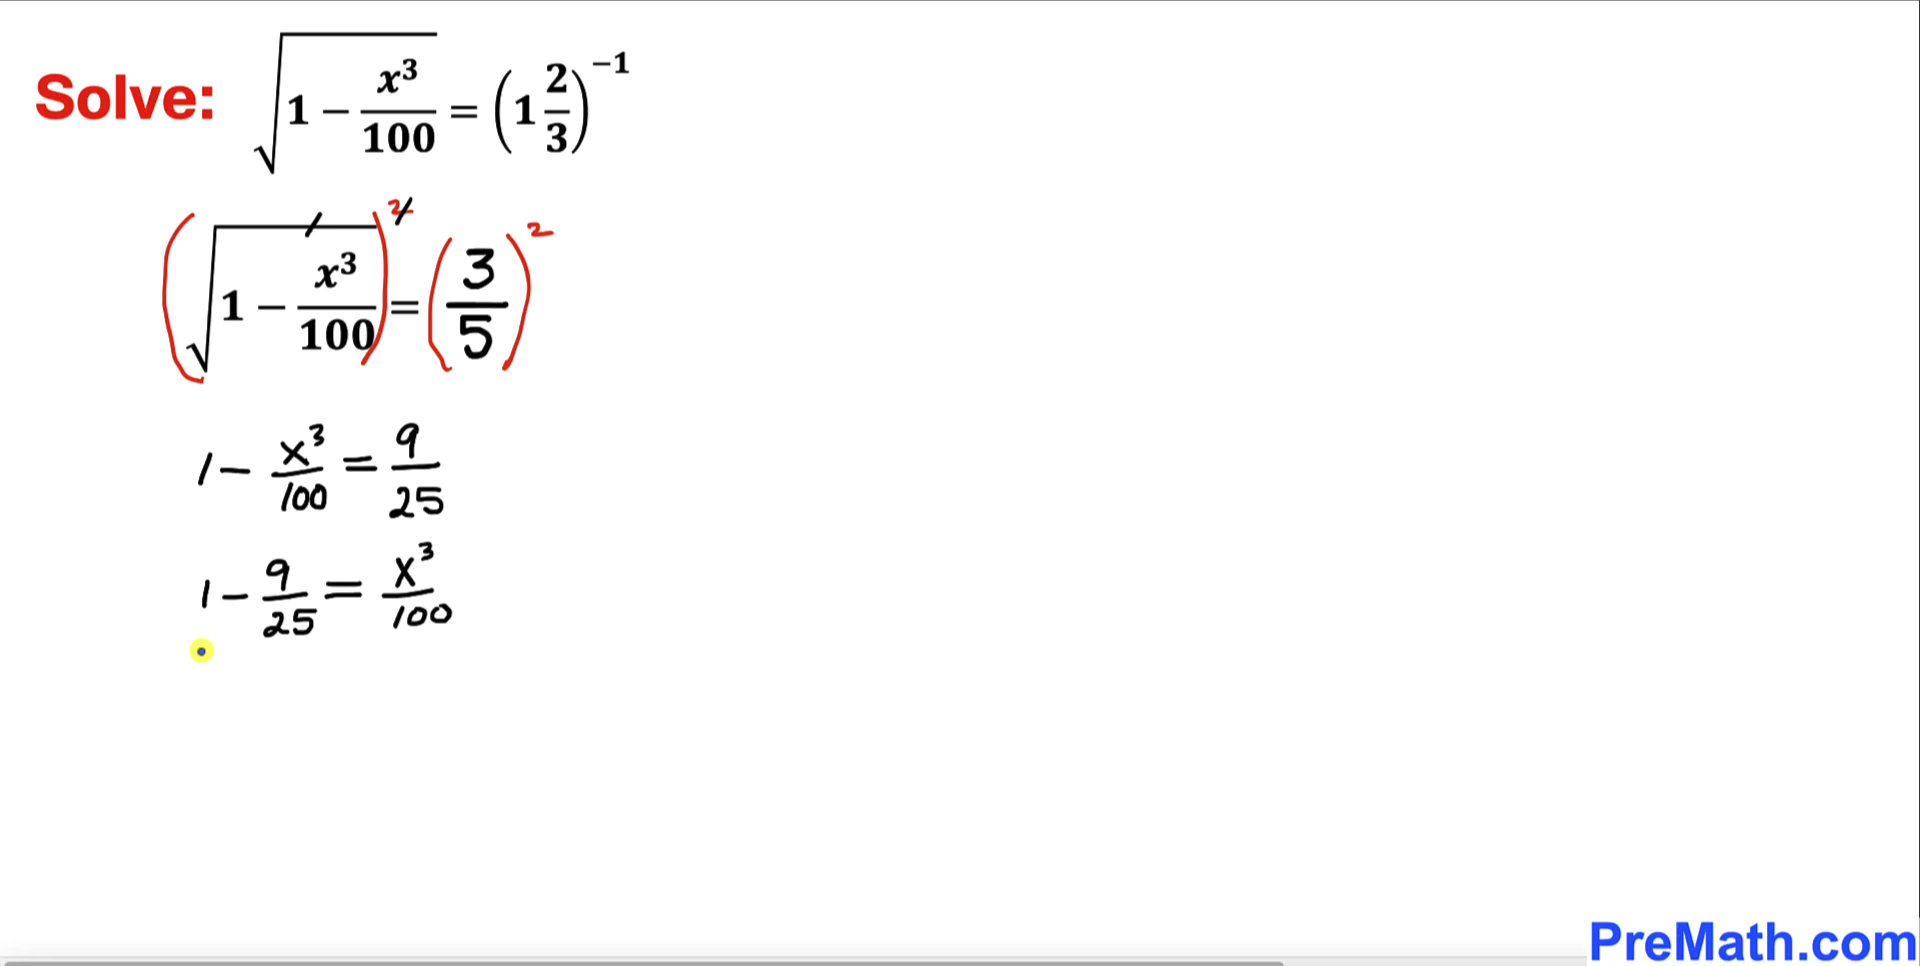 Solve: √(1 − x³/100) = (1 2/3)⁻¹
(√(1 − x³/100))² = (3/5)²
1 − x³/100 = 9/25
1 − 9/25 = x³/100
PreMath.com